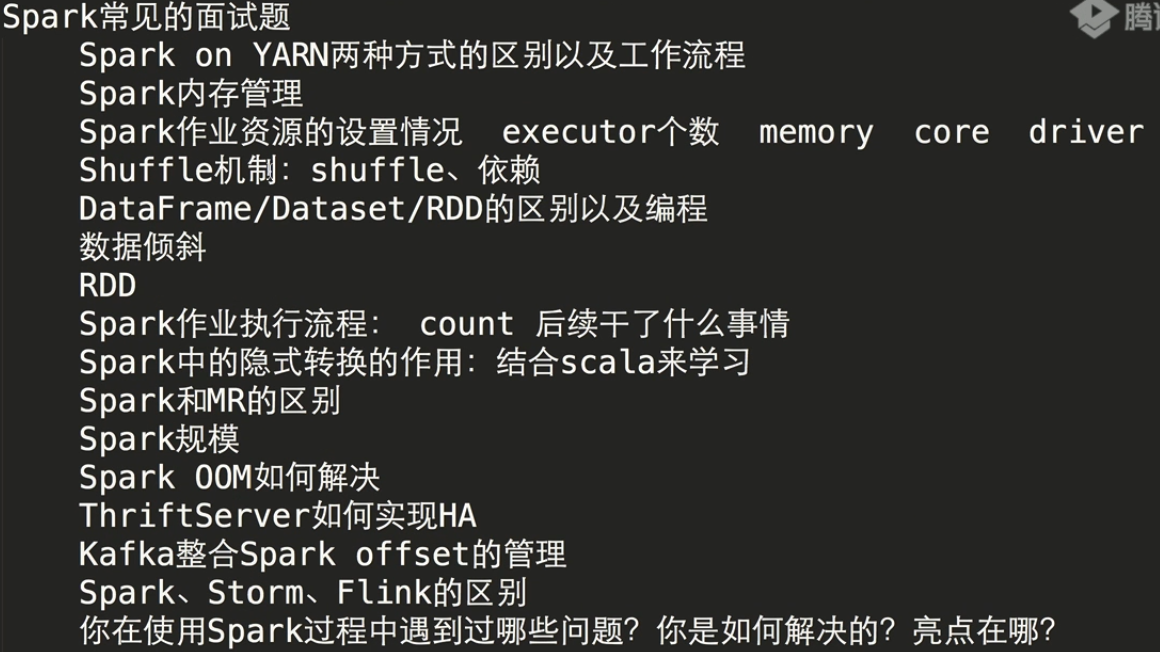 Spark常见的面试题
Spark on YARN两种方式的区别以及工作流程
Spark内存管理
Spark作业资源的设置情况 executor个数 memory core driver
Shuffle机制：shuffle、依赖
DataFrame/Dataset/RDD的区别以及编程
数据倾斜
RDD
Spark作业执行流程： count 后续干了什么事情
Spark中的隐式转换的作用：结合scala来学习
Spark和MR的区别
Spark规模
Spark OOM如何解决
ThriftServer如何实现HA
Kafka整合Spark offset的管理
Spark、Storm、Flink的区别
你在使用Spark过程中遇到过哪些问题？你是如何解决的？亮点在哪？